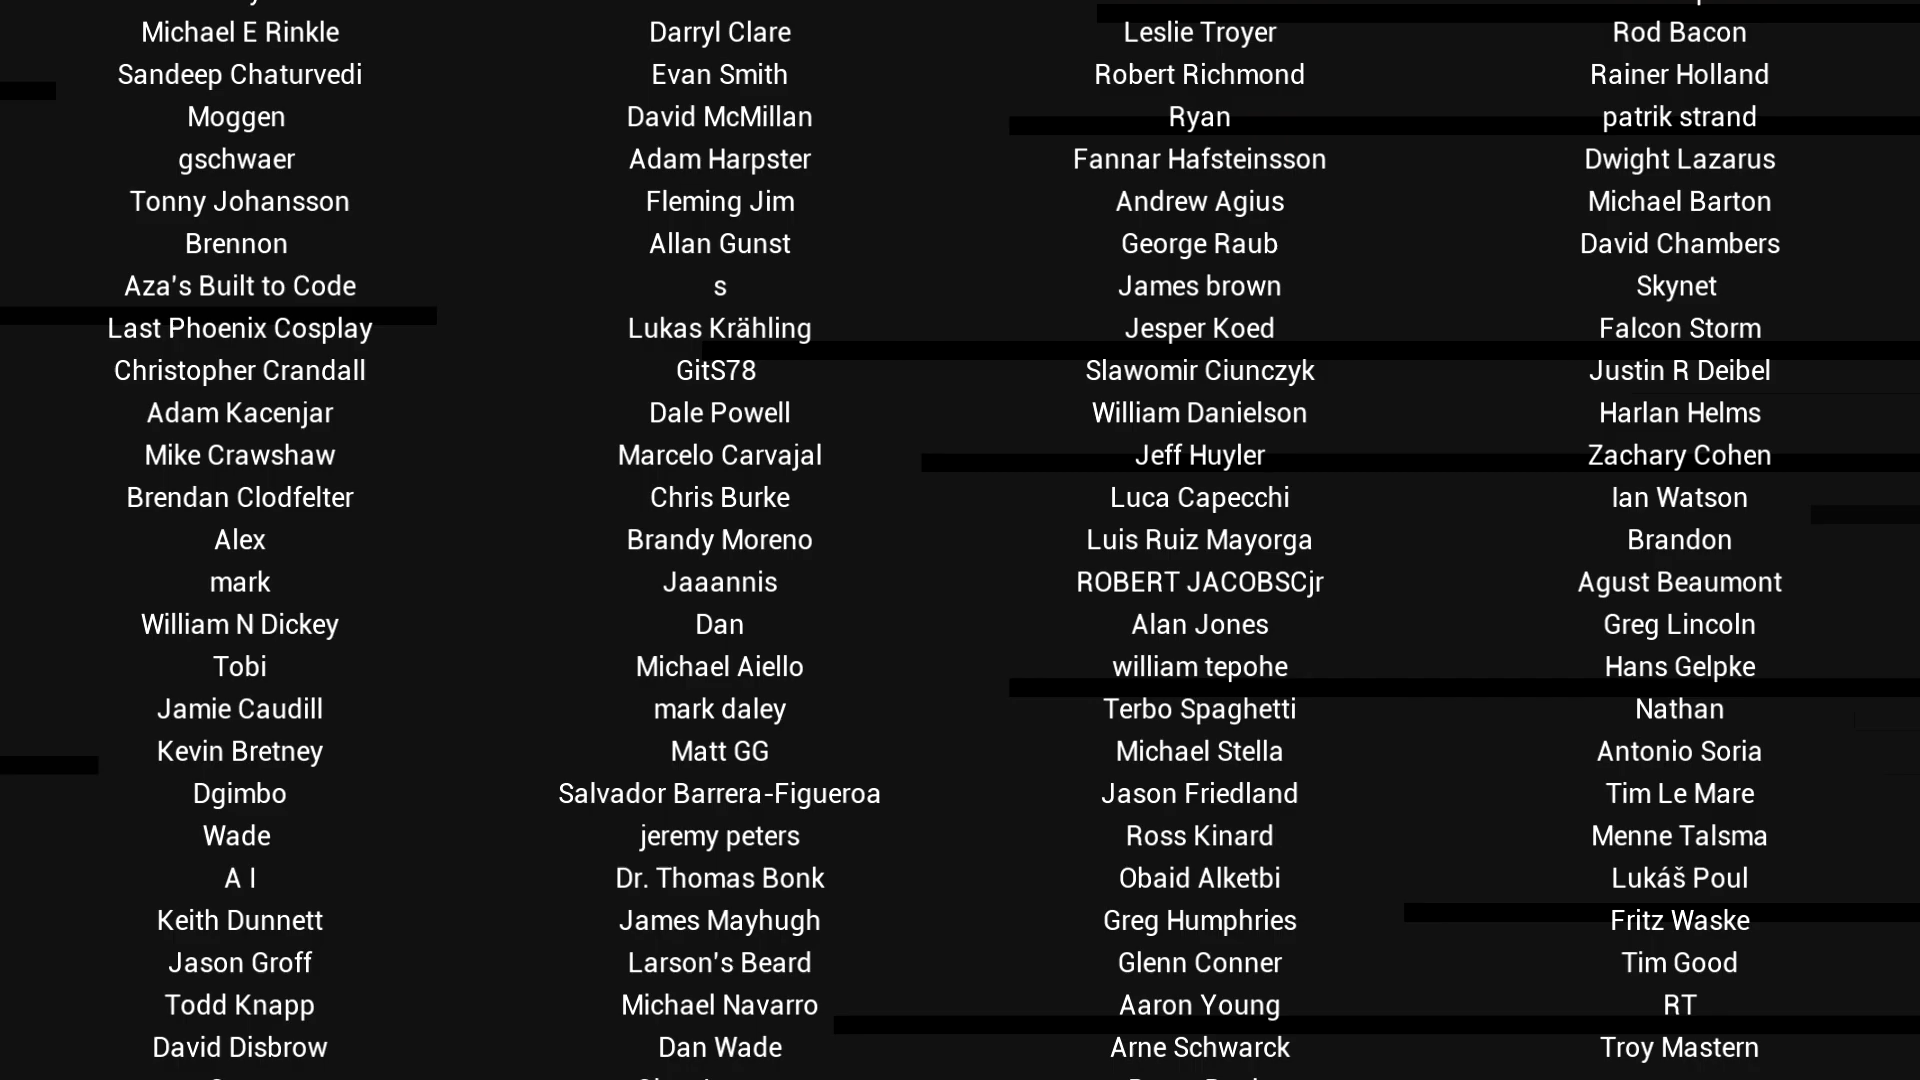 Michael E Rinkle Darryl Clare Leslie Troyer Rod Bacon
Sandeep Chaturvedi Evan Smith Robert Richmond Rainer Holland
Moggen David McMillan Ryan patrik strand
gschwaer Adam Harpster Fannar Hafsteinsson Dwight Lazarus
Tonny Johansson Fleming Jim Andrew Agius Michael Barton
Brennon Allan Gunst George Raub David Chambers
Aza's Built to Code s James brown Skynet
Last Phoenix Cosplay Lukas Krähling Jesper Koed Falcon Storm
Christopher Crandall GitS78 Slawomir Ciunczyk Justin R Deibel
Adam Kacenjar Dale Powell William Danielson Harlan Helms
Mike Crawshaw Marcelo Carvajal Jeff Huyler Zachary Cohen
Brendan Clodfelter Chris Burke Luca Capecchi Ian Watson
Alex Brandy Moreno Luis Ruiz Mayorga Brandon
mark Jaaannis ROBERT JACOBSCjr Agust Beaumont
William N Dickey Dan Alan Jones Greg Lincoln
Tobi Michael Aiello william tepohe Hans Gelpke
Jamie Caudill mark daley Terbo Spaghetti Nathan
Kevin Bretney Matt GG Michael Stella Antonio Soria
Dgimbo Salvador Barrera-Figueroa Jason Friedland Tim Le Mare
Wade jeremy peters Ross Kinard Menne Talsma
A I Dr. Thomas Bonk Obaid Alketbi Lukáš Poul
Keith Dunnett James Mayhugh Greg Humphries Fritz Waske
Jason Groff Larson's Beard Glenn Conner Tim Good
Todd Knapp Michael Navarro Aaron Young RT
David Disbrow Dan Wade Arne Schwarck Troy Mastern